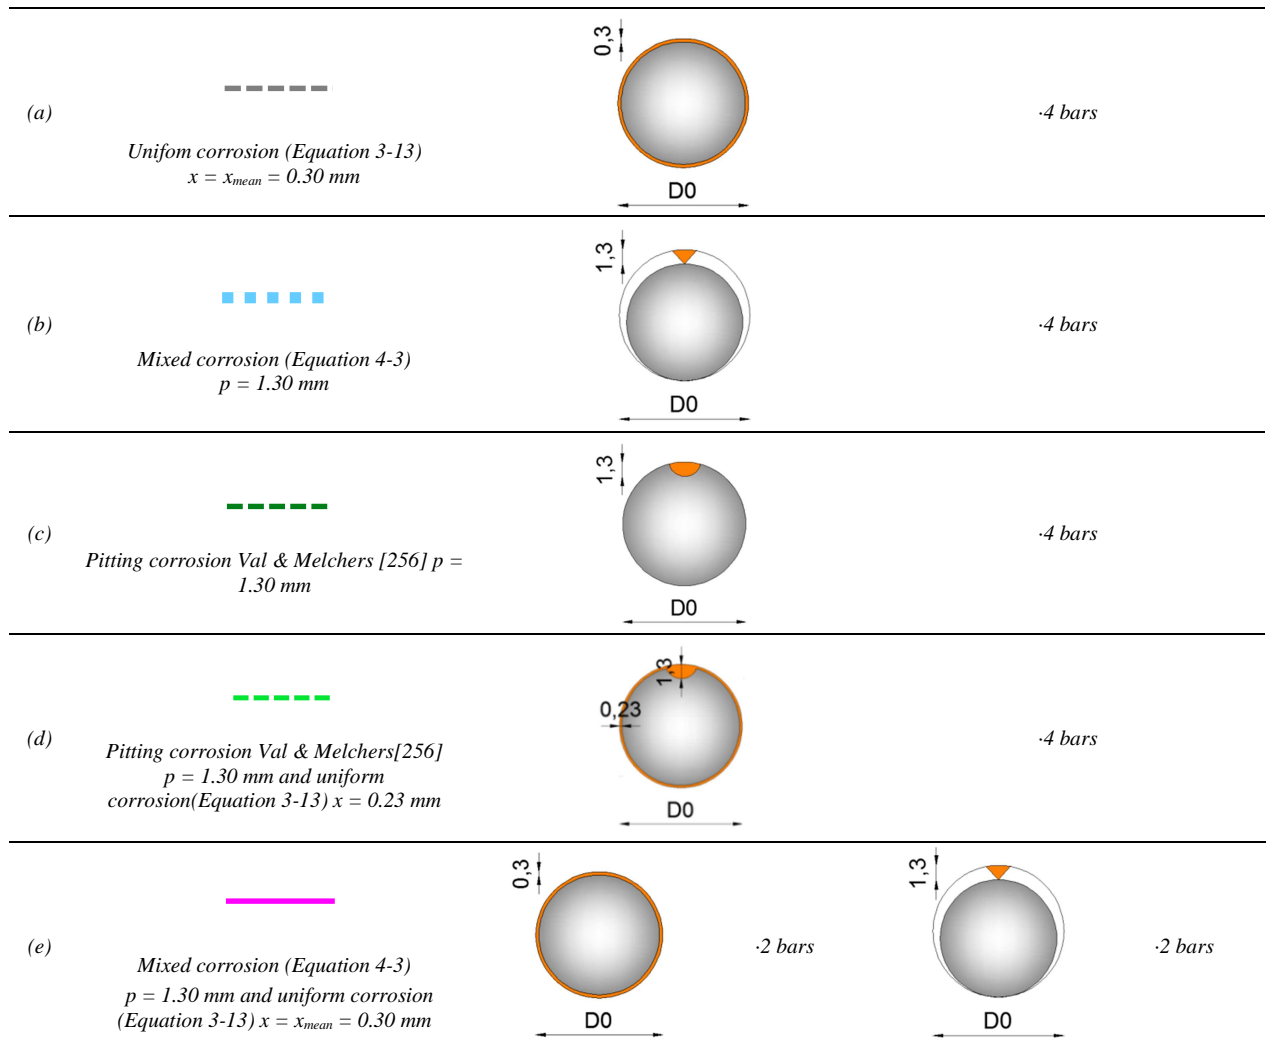 0,3
(a)
·4 bars
Unifom corrosion (Equation 3-13)
x = xmean = 0.30 mm
D0
1,3
(b)
·4 bars
Mixed corrosion (Equation 4-3)
p = 1.30 mm
D0
1,3
(c)
·4 bars
Pitting corrosion Val & Melchers [256] p =
1.30 mm
D0
1,3
0,23
(d)
·4 bars
Pitting corrosion Val & Melchers[256]
p = 1.30 mm and uniform
corrosion(Equation 3-13) x = 0.23 mm
D0
0,3
1,3
(e)
·2 bars
·2 bars
Mixed corrosion (Equation 4-3)
p = 1.30 mm and uniform corrosion
(Equation 3-13) x = xmean = 0.30 mm
D0
D0